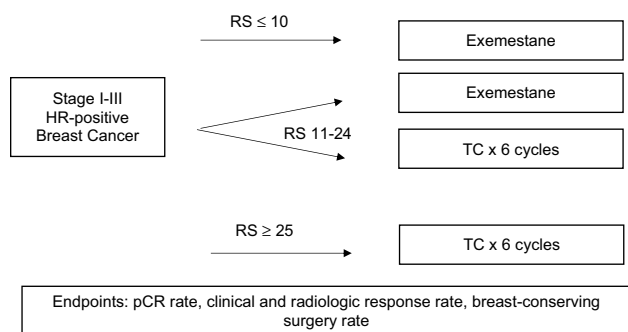 RS ≤ 10
Exemestane
Stage I-III
HR-positive
Breast Cancer
Exemestane
RS 11-24
TC x 6 cycles
RS ≥ 25
TC x 6 cycles
Endpoints: pCR rate, clinical and radiologic response rate, breast-conserving
surgery rate